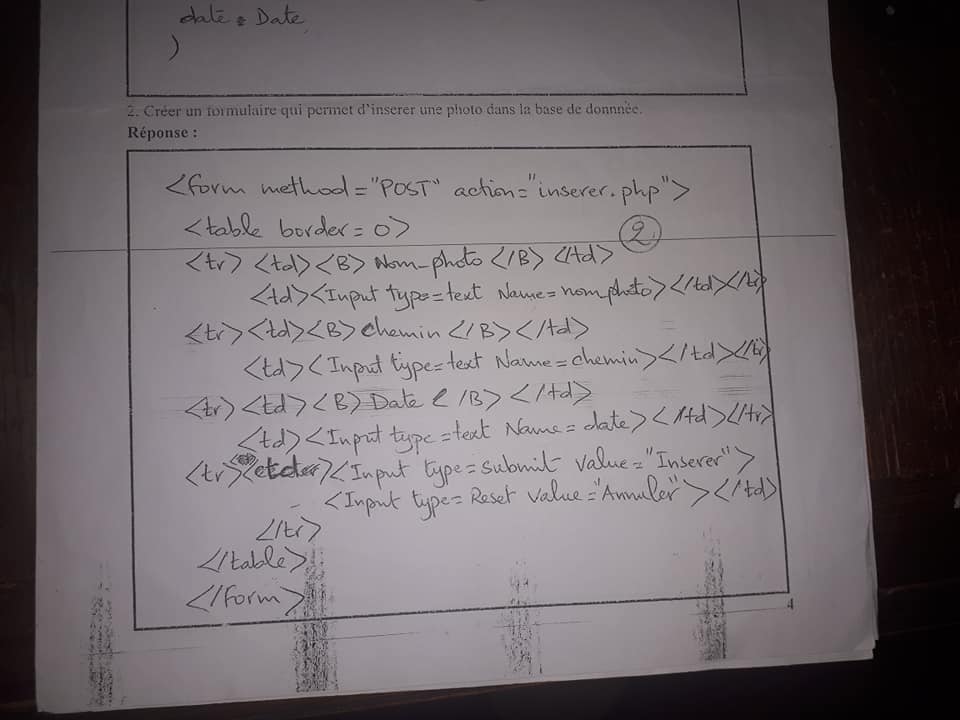 date : Date
)
2. Créer un formulaire qui permet d'inserer une photo dans la base de donnnée.
Réponse :
<form method="POST" action="inserer.php">
<table border=0>
2
<tr> <td><B> Nom_photo </B> </td>
<td><Input type=text Name=nom_photo></td></tr>
<tr><td><B> chemin </B></td>
<td><Input type=text Name=chemin></td></tr>
<tr><td><B> Date </B> </td>
<td><Input type=text Name=date></td></tr>
<tr> <Input type=submit value="Inserer">
<Input type=Reset value="Annuler"></td>
</tr>
</table>
</form>
4